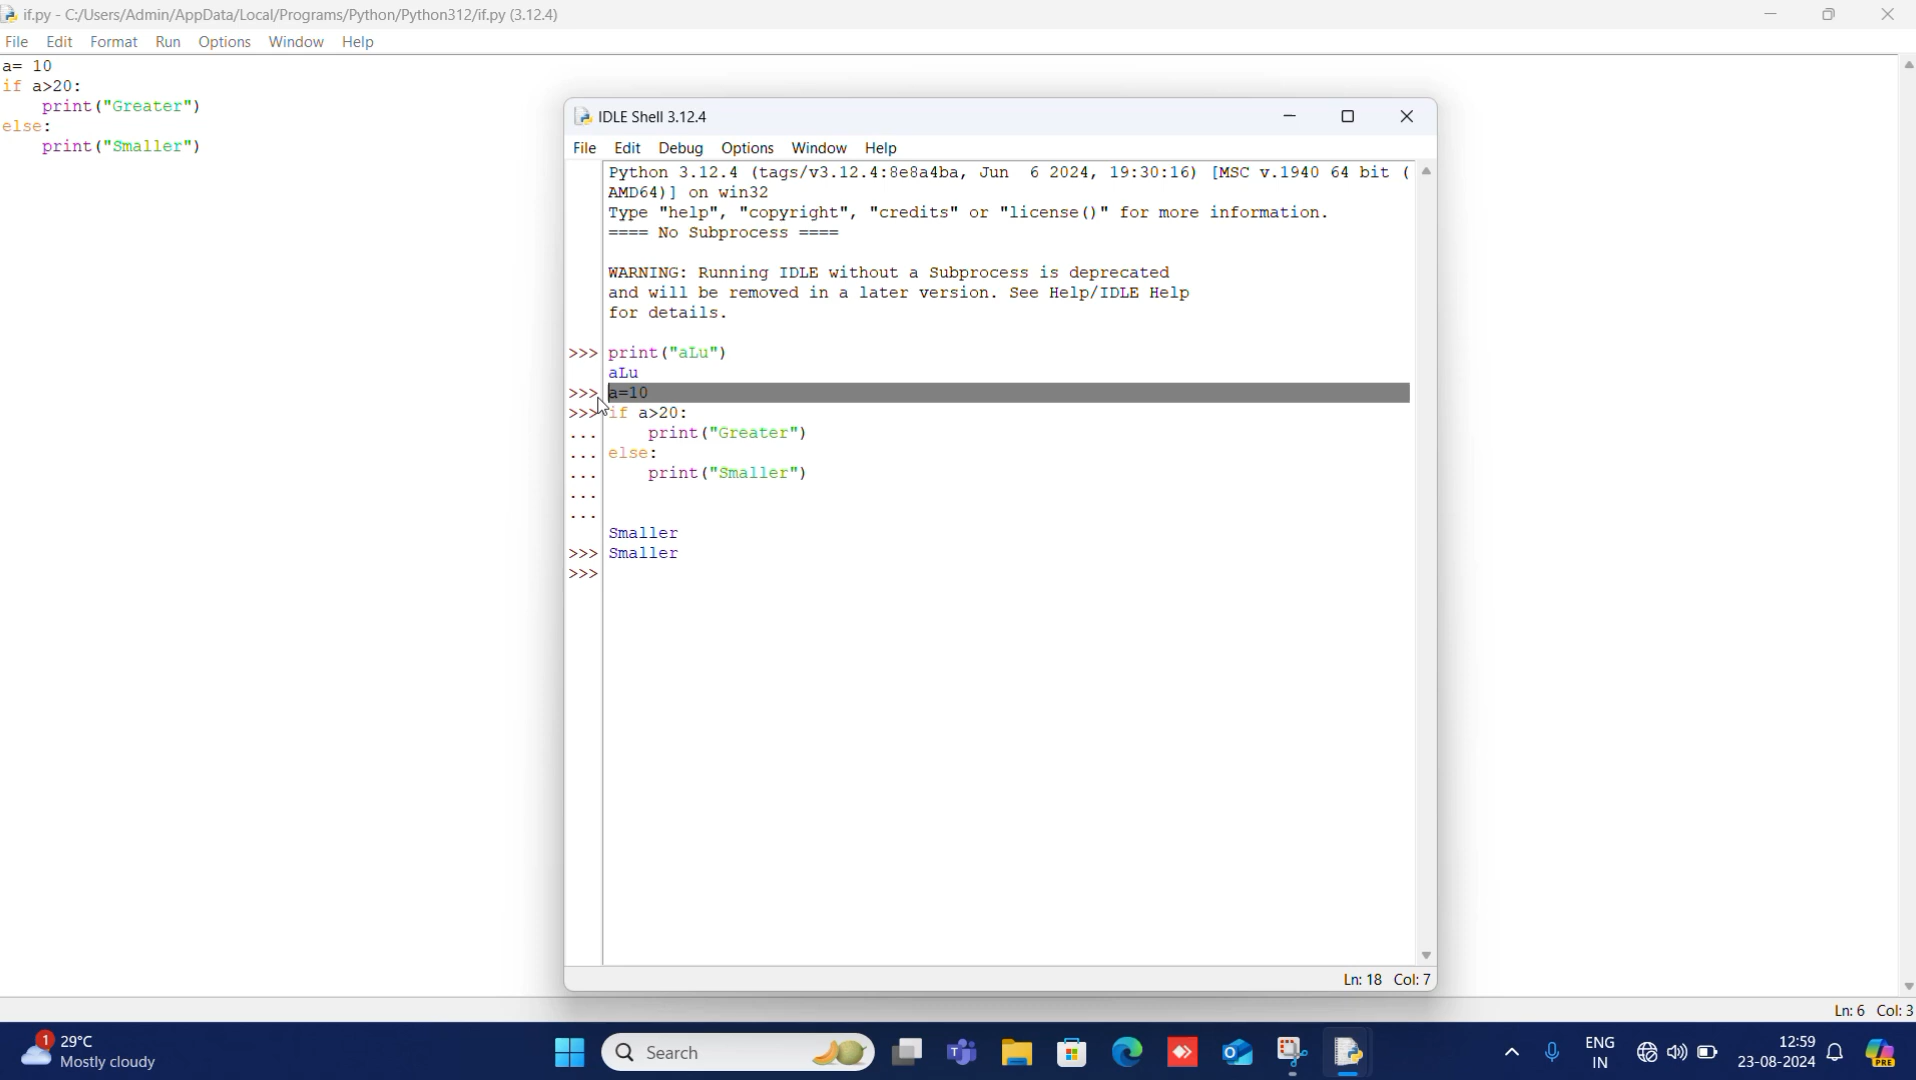 if.py - C:/Users/Admin/AppData/Local/Programs/Python/Python312/if.py (3.12.4)
File Edit Format Run Options Window Help
a= 10
if a>20:
    print("Greater")
else:
    print("Smaller")
IDLE Shell 3.12.4
File Edit Debug Options Window Help
Python 3.12.4 (tags/v3.12.4:8e8a4ba, Jun  6 2024, 19:30:16) [MSC v.1940 64 bit (
AMD64)] on win32
Type "help", "copyright", "credits" or "license()" for more information.
==== No Subprocess ====
WARNING: Running IDLE without a Subprocess is deprecated
and will be removed in a later version. See Help/IDLE Help
for details.
>>> print("aLu")
aLu
>>> a=10
>>> if a>20:
...     print("Greater")
... else:
...     print("Smaller")
...
...
Smaller
>>> Smaller
>>>
Ln: 18 Col: 7
Ln: 6 Col: 3
1
29°C
Mostly cloudy
Search
ENG
IN
12:59
23-08-2024
PRE